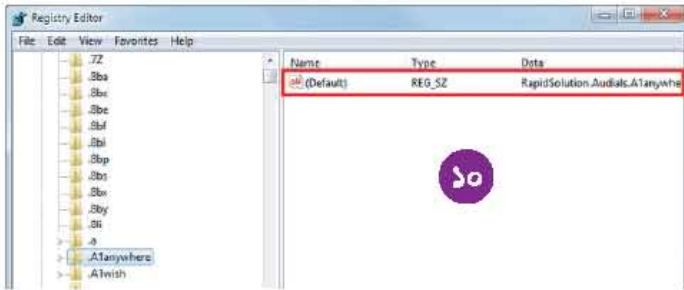 Registry Editor
File Edit View Favorites Help
.7Z
.8ba
.8bc
.8be
.8bf
.8bi
.8bp
.8bs
.8bx
.8by
.8li
.a
.A1anywhere
.A1wish
Name Type Data
(Default) REG_SZ RapidSolution.Audials.A1anywhe
১০